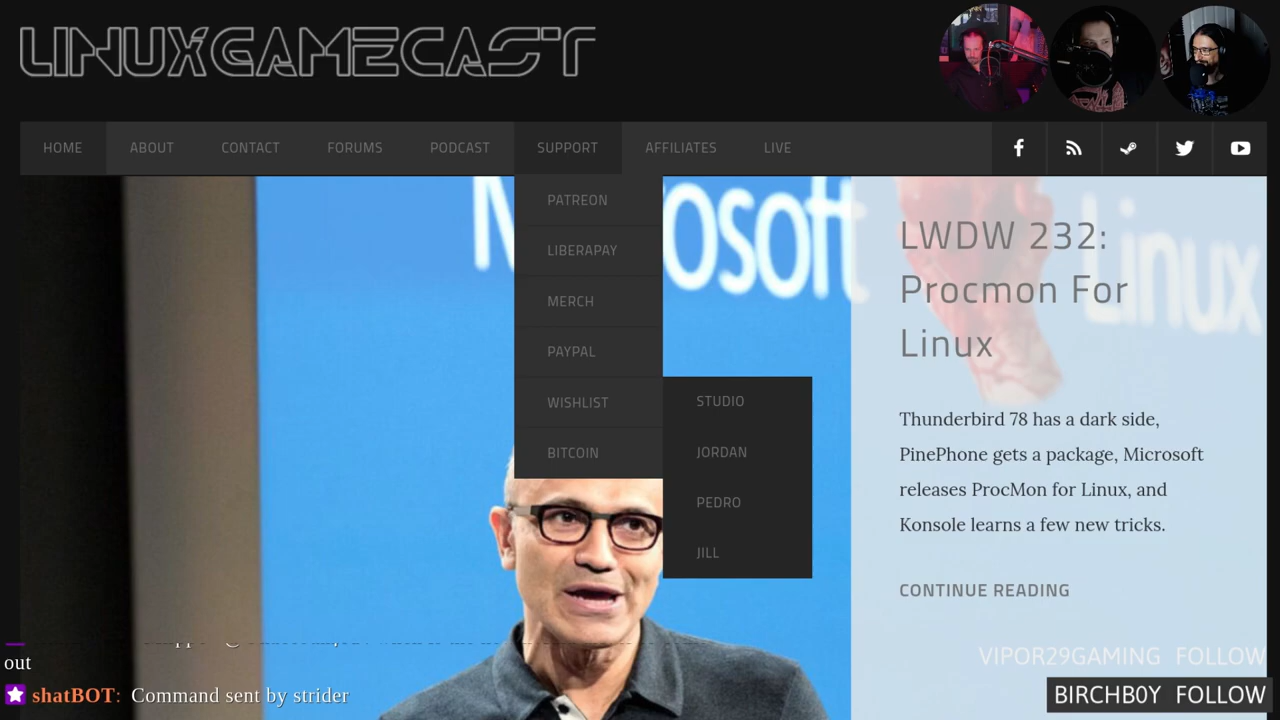 LINUXGAMECAST
HOME ABOUT CONTACT FORUMS PODCAST SUPPORT AFFILIATES LIVE
PATREON
LIBERAPAY
MERCH
PAYPAL
WISHLIST
BITCOIN
STUDIO
JORDAN
PEDRO
JILL
osoft
Linux
LWDW 232:
Procmon For
Linux
Thunderbird 78 has a dark side,
PinePhone gets a package, Microsoft
releases ProcMon for Linux, and
Konsole learns a few new tricks.
CONTINUE READING
out
shatBOT: Command sent by strider
VIPOR29GAMING FOLLOW
BIRCHB0Y FOLLOW